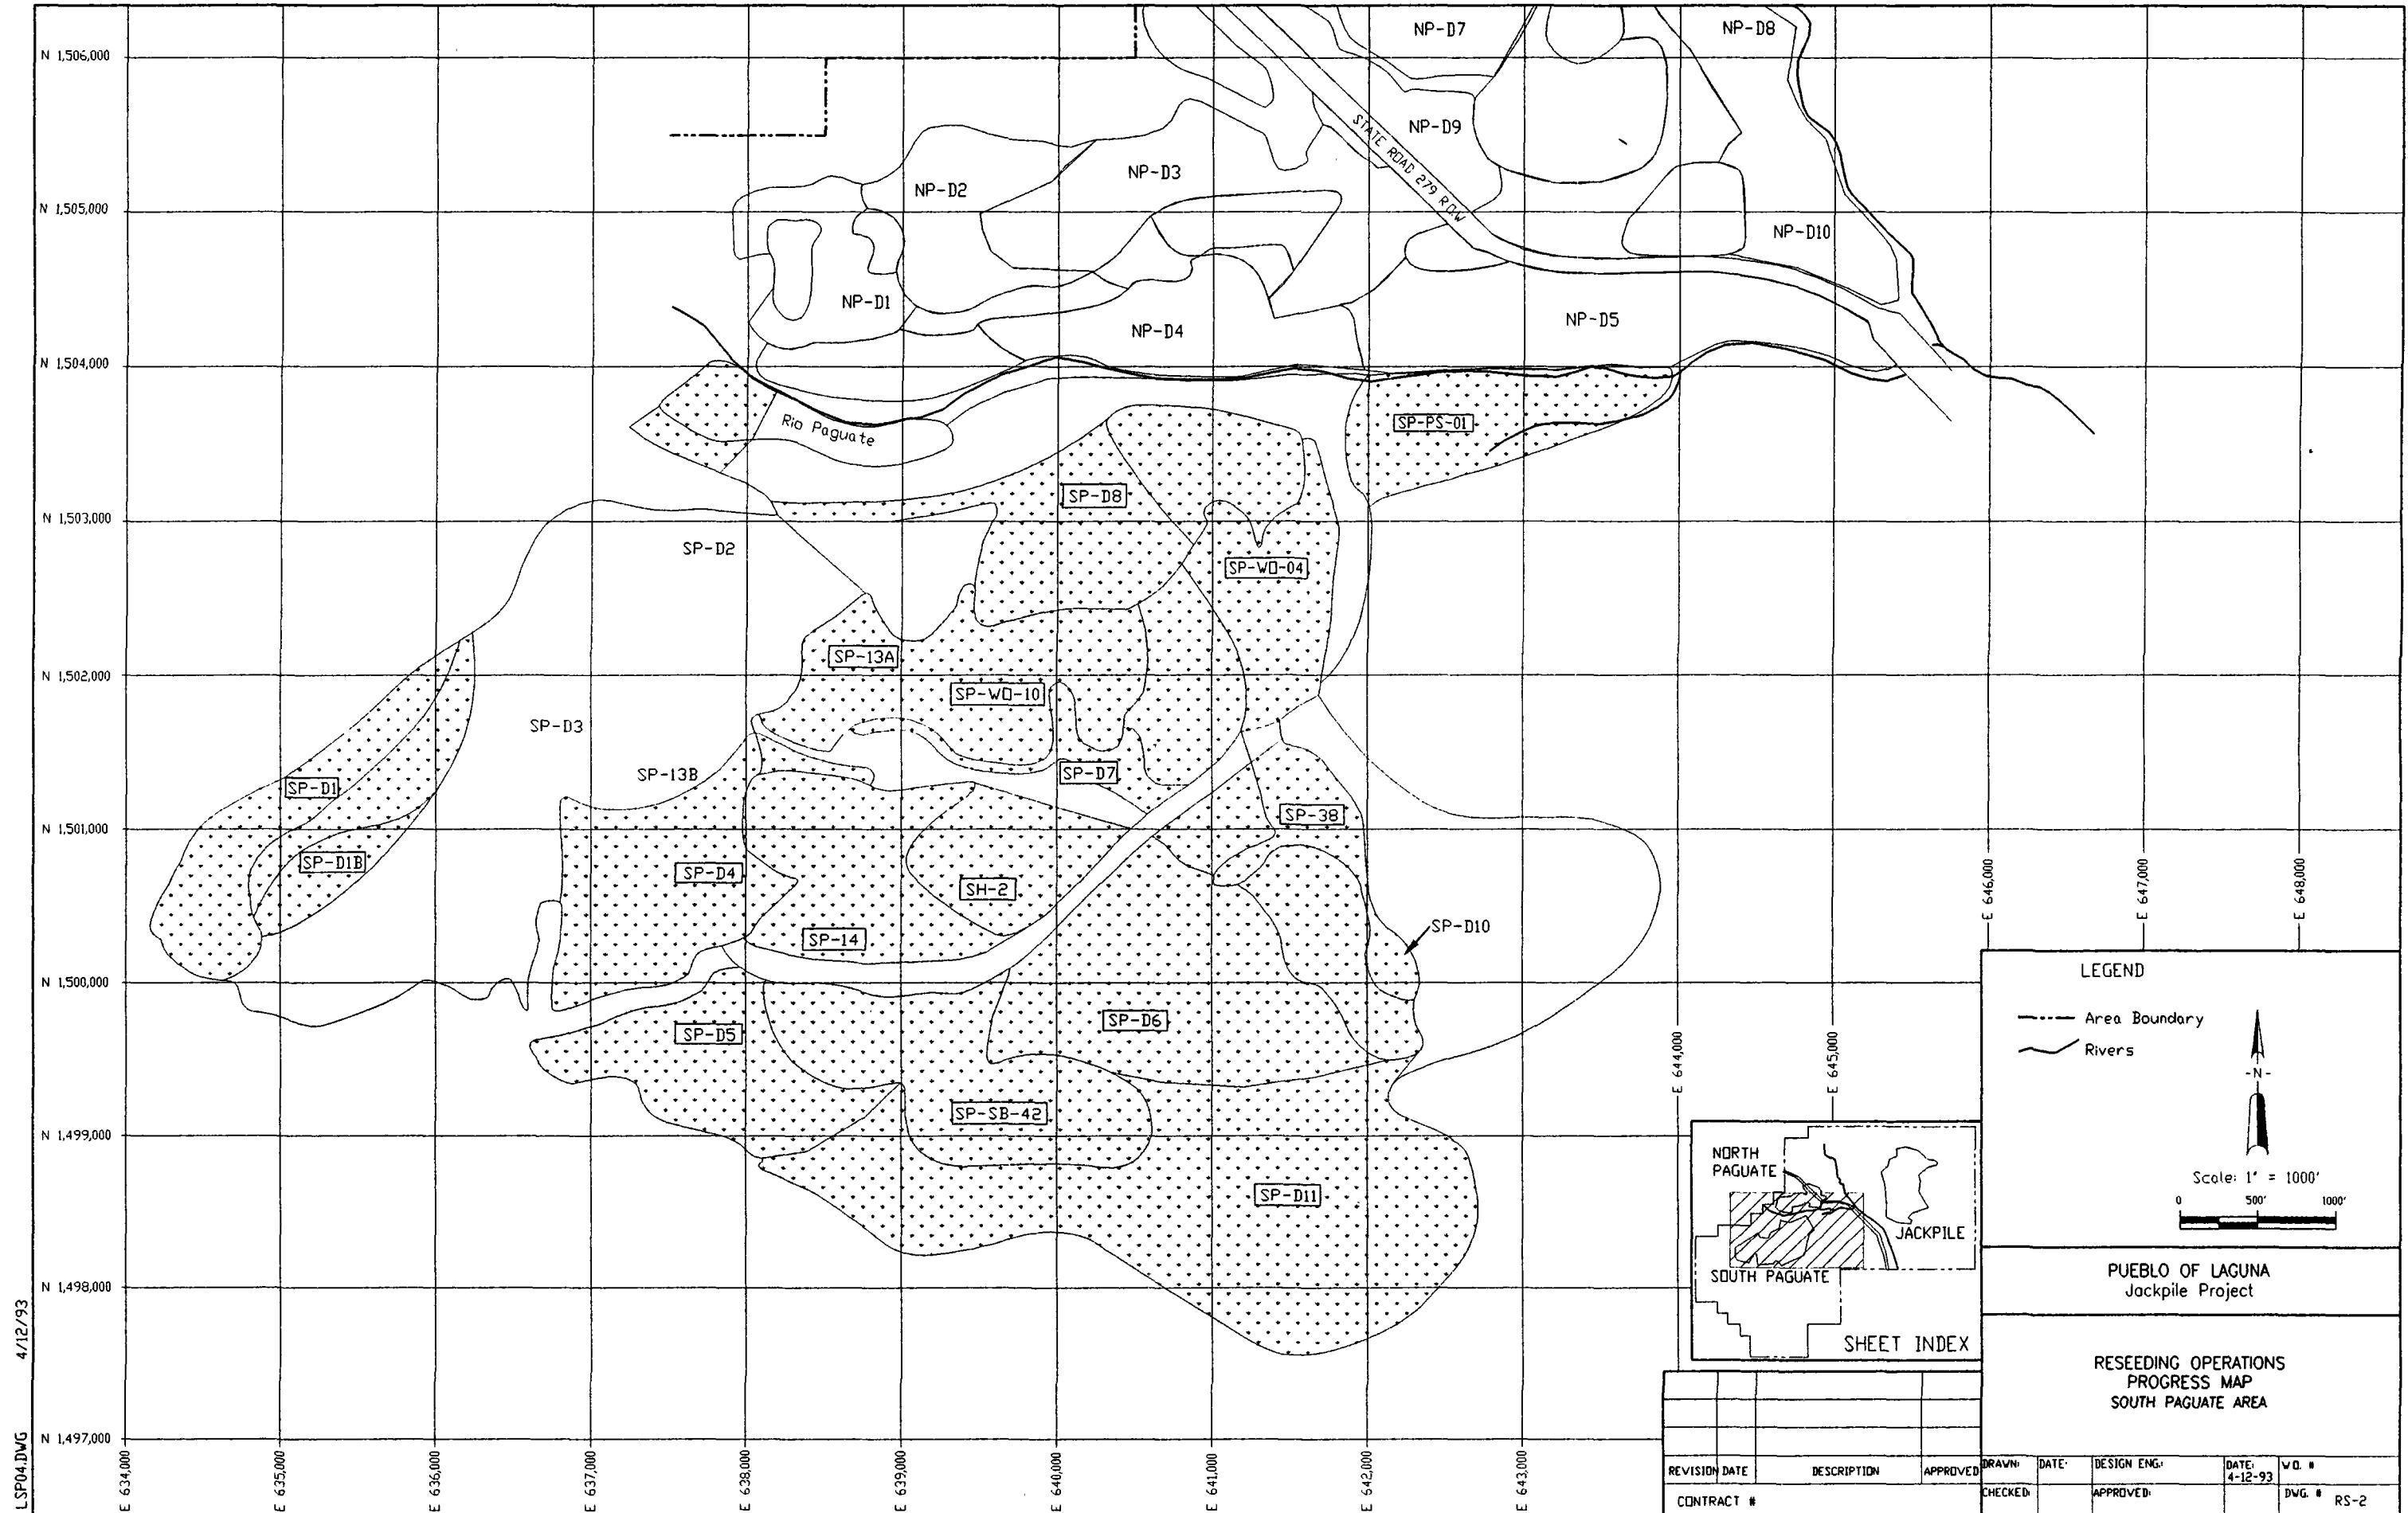 N 1,506,000
N 1,505,000
N 1,504,000
N 1,503,000
N 1,502,000
N 1,501,000
N 1,500,000
N 1,499,000
N 1,498,000
N 1,497,000
E 634,000
E 635,000
E 636,000
E 637,000
E 638,000
E 639,000
E 640,000
E 641,000
E 642,000
E 643,000
E 644,000
E 645,000
E 646,000
E 647,000
E 648,000
NP-D7
NP-D8
NP-D9
STATE ROAD 279 R.O.W
NP-D3
NP-D2
NP-D10
NP-D1
NP-D4
NP-D5
Rio Paguate
SP-PS-01
SP-D8
SP-D2
SP-WO-04
SP-13A
SP-WO-10
SP-D3
SP-13B
SP-D7
SP-D1
SP-38
SP-D1B
SP-D4
SH-2
SP-14
SP-D10
SP-D5
SP-D6
SP-SB-42
SP-D11
LEGEND
Area Boundary
Rivers
-N-
Scale: 1" = 1000'
0 500' 1000'
NORTH
PAGUATE
JACKPILE
SOUTH PAGUATE
SHEET INDEX
PUEBLO OF LAGUNA
Jackpile Project
RESEEDING OPERATIONS
PROGRESS MAP
SOUTH PAGUATE AREA
REVISION DATE DESCRIPTION APPROVED
CONTRACT #
DRAWN: DATE: DESIGN ENG.: DATE: 4-12-93 W.O. #
CHECKED: APPROVED: DWG. # RS-2
LSP04.DWG 4/12/93